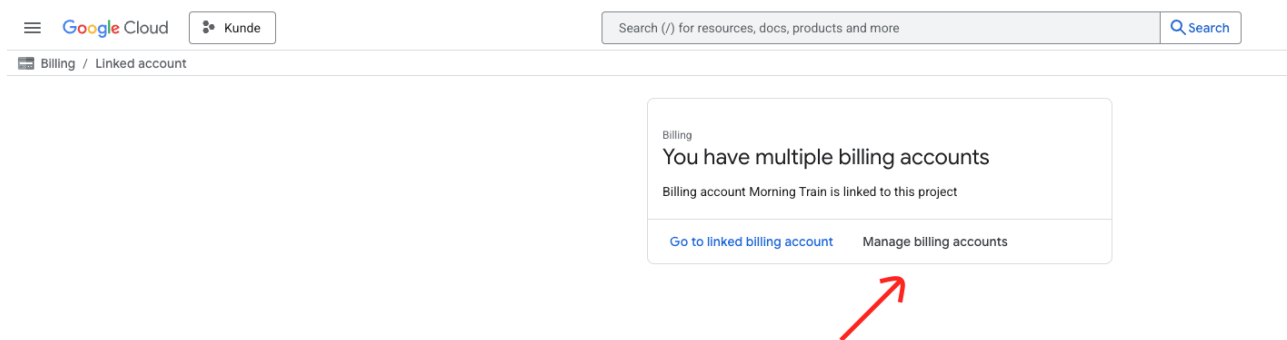 Google Cloud
Kunde
Search (/) for resources, docs, products and more
Search
Billing / Linked account
Billing
You have multiple billing accounts
Billing account Morning Train is linked to this project
Go to linked billing account
Manage billing accounts